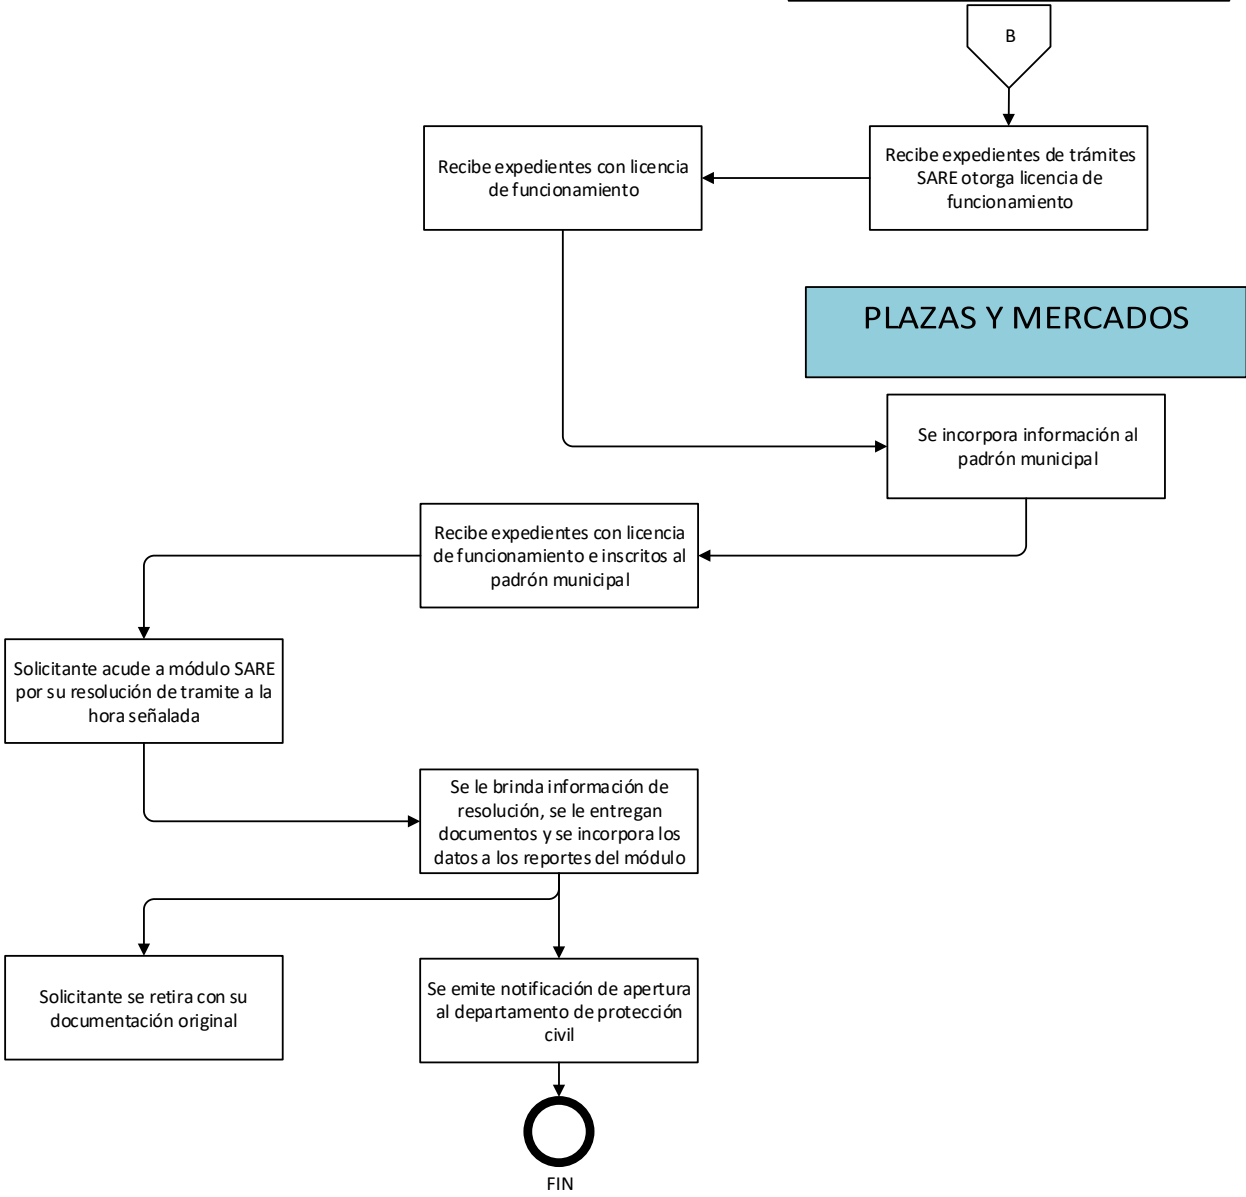 B
Recibe expedientes de trámites
SARE otorga licencia de
funcionamiento
Recibe expedientes con licencia
de funcionamiento
PLAZAS Y MERCADOS
Se incorpora información al
padrón municipal
Recibe expedientes con licencia
de funcionamiento e inscritos al
padrón municipal
Solicitante acude a módulo SARE
por su resolución de tramite a la
hora señalada
Se le brinda información de
resolución, se le entregan
documentos y se incorpora los
datos a los reportes del módulo
Solicitante se retira con su
documentación original
Se emite notificación de apertura
al departamento de protección
civil
FIN